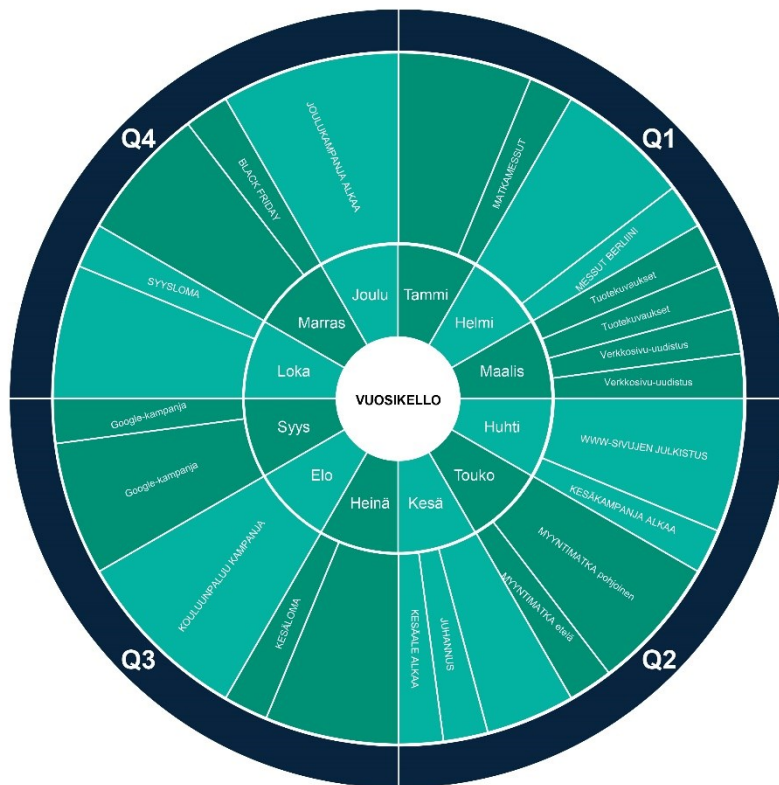 Q1
Q2
Q3
Q4
VUOSIKELLO
Tammi
MATKAMESSUT
Helmi
MESSUT BERLIINI
Maalis
Tuotekuvaukset
Tuotekuvaukset
Verkkosivu-uudistus
Verkkosivu-uudistus
Huhti
WWW-SIVUJEN JULKISTUS
KESÄKAMPANJA ALKAA
Touko
MYYNTIMATKA pohjoinen
MYYNTIMATKA etelä
Kesä
JUHANNUS
KESÄALE ALKAA
Heinä
KESÄLOMA
Elo
KOULUUNPALUU KAMPANJA
Syys
Google-kampanja
Google-kampanja
Loka
SYYSLOMA
Marras
BLACK FRIDAY
Joulu
JOULUKAMPANJA ALKAA